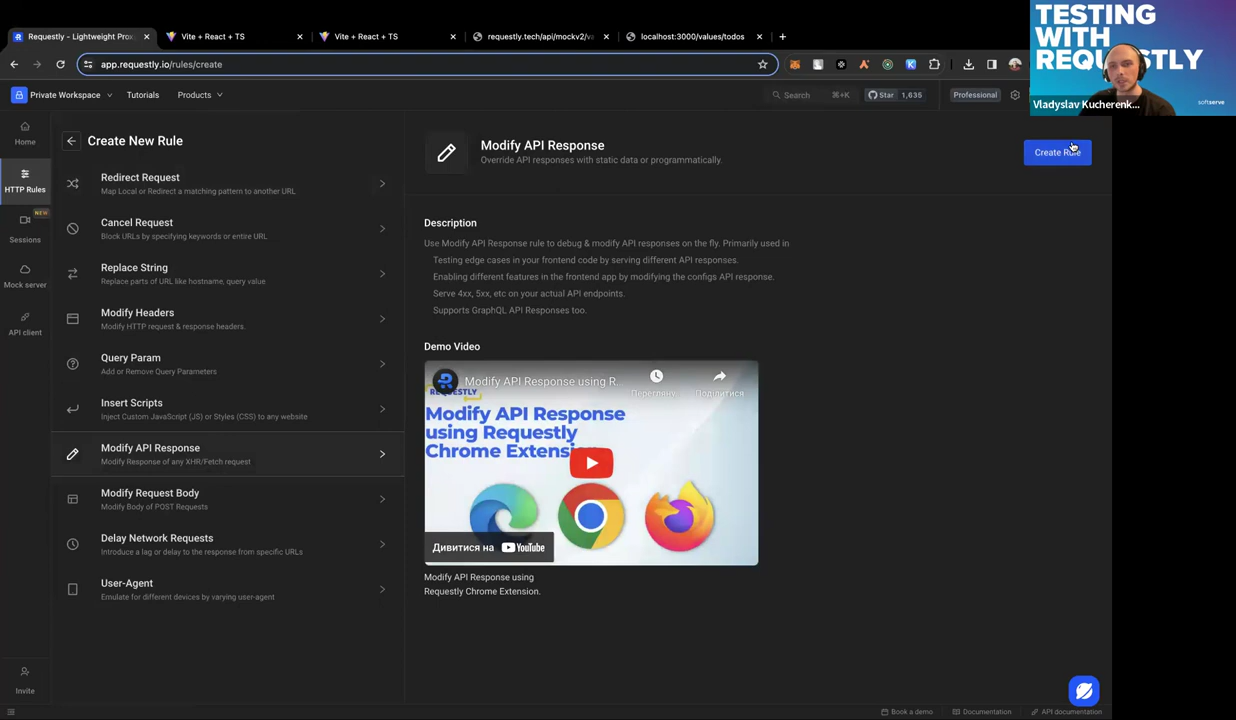 Requestly - Lightweight Prox
Vite + React + TS
Vite + React + TS
requestly.tech/api/mockv2/va
localhost:3000/values/todos
TESTING
WITH
REQUESTLY
softserve
Vladyslav Kucherenk...
app.requestly.io/rules/create
Private Workspace
Tutorials
Products
Search
⌘+K
Star
1,635
Professional
Home
HTTP Rules
NEW
Sessions
Mock server
API client
Invite
Create New Rule
Redirect Request
Map Local or Redirect a matching pattern to another URL
Cancel Request
Block URLs by specifying keywords or entire URL
Replace String
Replace parts of URL like hostname, query value
Modify Headers
Modify HTTP request & response headers.
Query Param
Add or Remove Query Parameters
Insert Scripts
Inject Custom JavaScript (JS) or Styles (CSS) to any website
Modify API Response
Modify Response of any XHR/Fetch request
Modify Request Body
Modify Body of POST Requests
Delay Network Requests
Introduce a lag or delay to the response from specific URLs
User-Agent
Emulate for different devices by varying user-agent
Modify API Response
Override API responses with static data or programmatically.
Create Rule
Description
Use Modify API Response rule to debug & modify API responses on the fly. Primarily used in
Testing edge cases in your frontend code by serving different API responses.
Enabling different features in the frontend app by modifying the configs API response.
Serve 4xx, 5xx, etc on your actual API endpoints.
Supports GraphQL API Responses too.
Demo Video
Modify API Response using R...
Перегляну...
Поділитися
REQUESTLY
Modify API Response
using Requestly
Chrome Extension
Дивитися на YouTube
Modify API Response using
Requestly Chrome Extension.
Book a demo
Documentation
API documentation